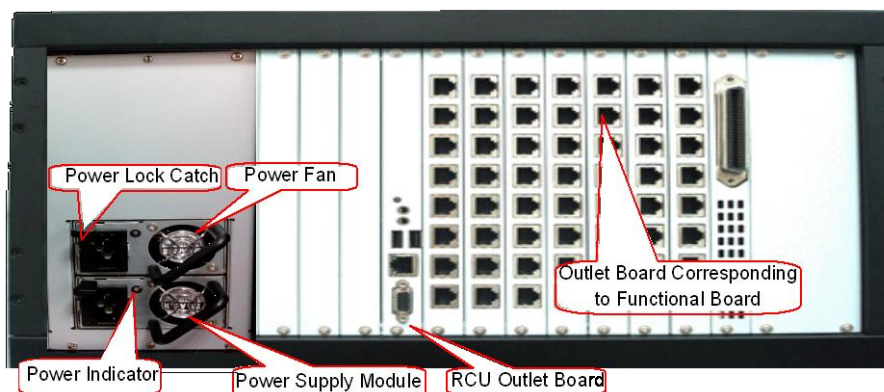 Power Lock Catch
Power Fan
Outlet Board Corresponding
to Functional Board
Power Indicator
Power Supply Module
RCU Outlet Board